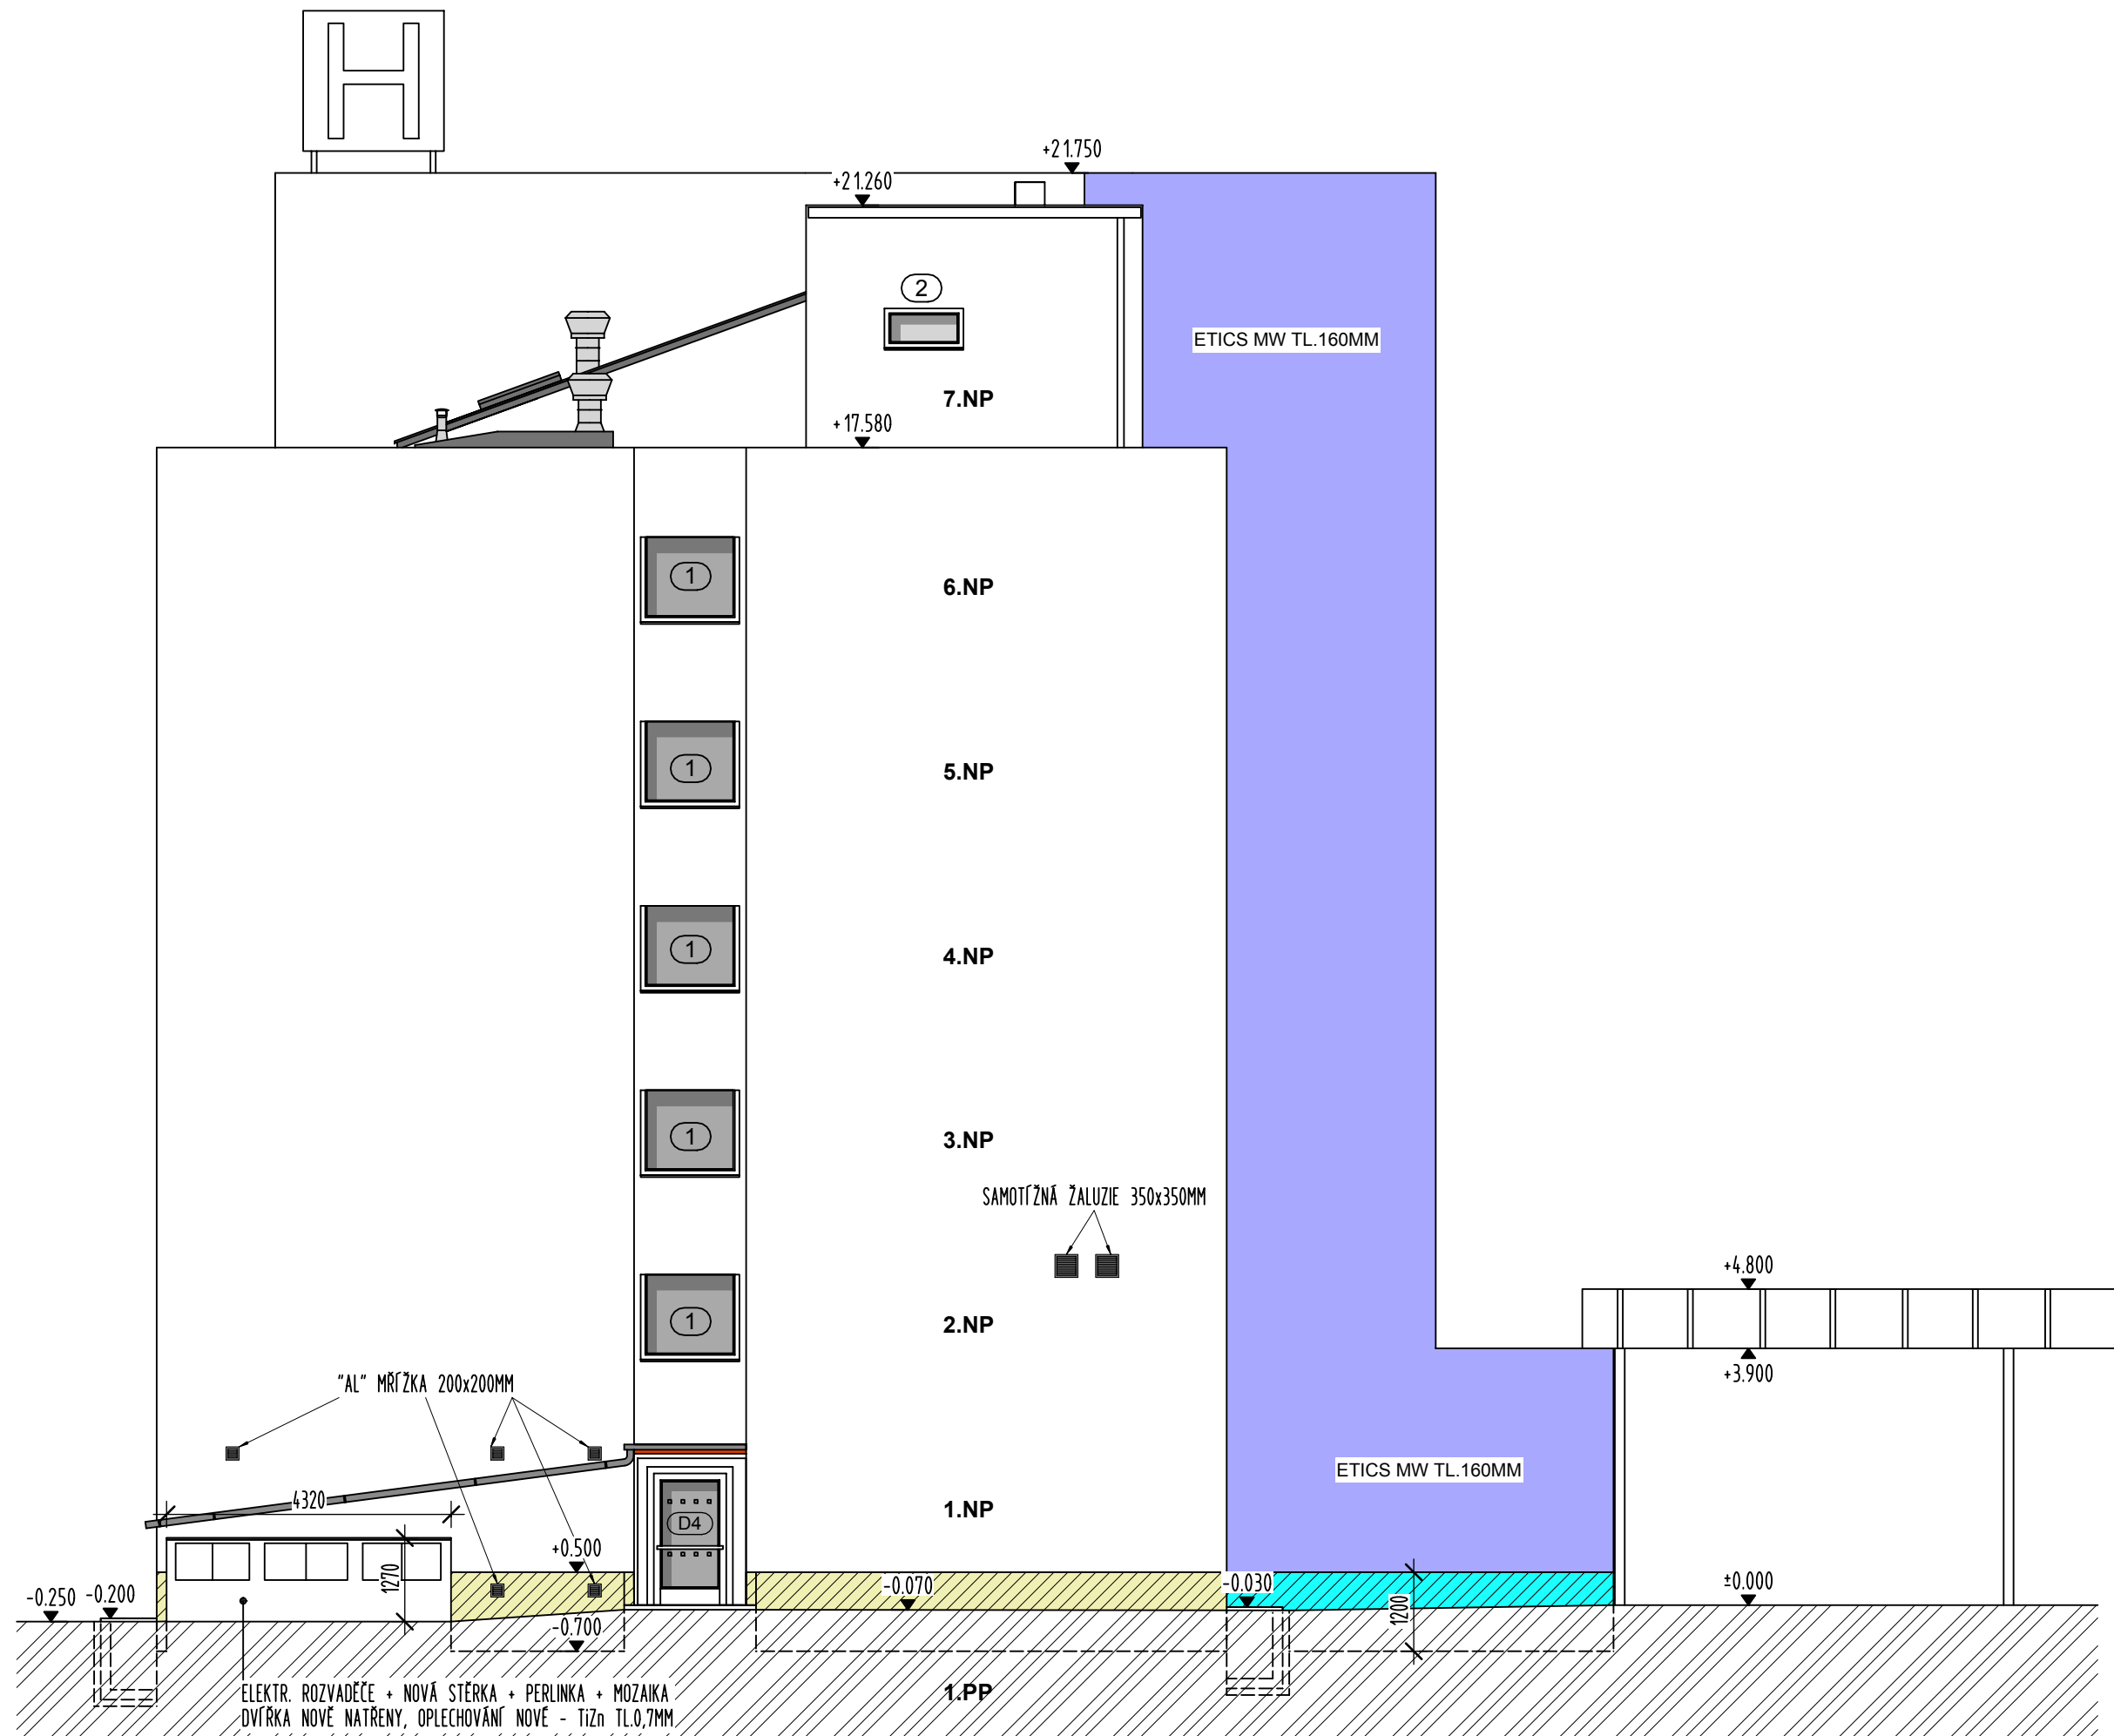 H
+21.750
+21.260
2
ETICS MW TL.160MM
7.NP
+17.580
1
6.NP
1
5.NP
1
4.NP
1
3.NP
SAMOTÍŽNÁ ŽALUZIE 350x350MM
+4.800
1
2.NP
+3.900
"AL" MŘÍŽKA 200x200MM
ETICS MW TL.160MM
4320
1.NP
D4
+0.500
1270
-0.250
-0.200
-0.070
-0.030
±0.000
1200
-0.700
ELEKTR. ROZVADĚČE + NOVÁ STĚRKA + PERLINKA + MOZAIKA
DVÍŘKA NOVĚ NATŘENY, OPLECHOVÁNÍ NOVÉ - TiZn TL.0,7MM
1.PP